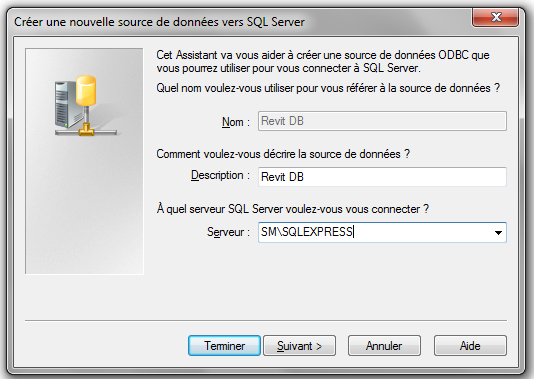 Créer une nouvelle source de données vers SQL Server
Cet Assistant va vous aider à créer une source de données ODBC que
vous pourrez utiliser pour vous connecter à SQL Server.
Quel nom voulez-vous utiliser pour vous référer à la source de données ?
Nom : Revit DB
Comment voulez-vous décrire la source de données ?
Description : Revit DB
À quel serveur SQL Server voulez-vous vous connecter ?
Serveur : SM\SQLEXPRESS
Terminer Suivant > Annuler Aide